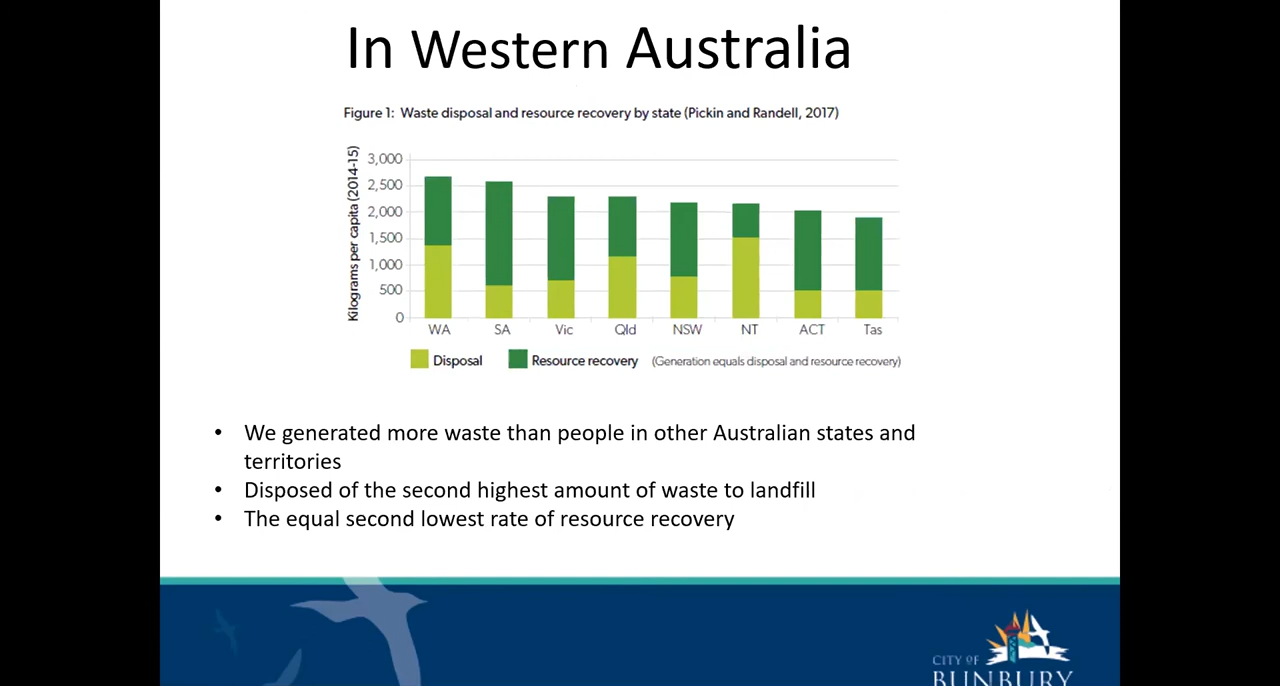 In Western Australia
Figure 1: Waste disposal and resource recovery by state (Pickin and Randell, 2017)
Kilograms per capita (2014-15)
3,000
2,500
2,000
1,500
1,000
500
0
WA SA Vic Qld NSW NT ACT Tas
Disposal Resource recovery (Generation equals disposal and resource recovery)
• We generated more waste than people in other Australian states and
territories
• Disposed of the second highest amount of waste to landfill
• The equal second lowest rate of resource recovery
CITY OF
BUNBURY